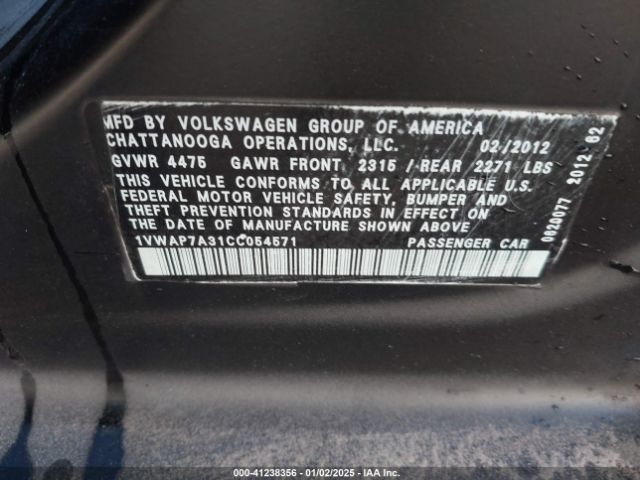 MFD BY VOLKSWAGEN GROUP OF AMERICA
CHATTANOOGA OPERATIONS, LLC. 02/2012
GVWR 4475 GAWR FRONT 2315 / REAR 2271 LBS
THIS VEHICLE CONFORMS TO ALL APPLICABLE U.S.
FEDERAL MOTOR VEHICLE SAFETY, BUMPER AND
THEFT PREVENTION STANDARDS IN EFFECT ON
THE DATE OF MANUFACTURE SHOWN ABOVE
1VWAP7A31CC054571 PASSENGER CAR
0829077 2012 02
000-41238356 | 01/02/2025 | IAA Inc.